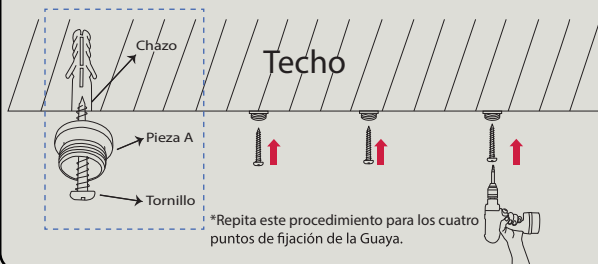 Chazo
Techo
Pieza A
Tornillo
*Repita este procedimiento para los cuatro
puntos de fijación de la Guaya.